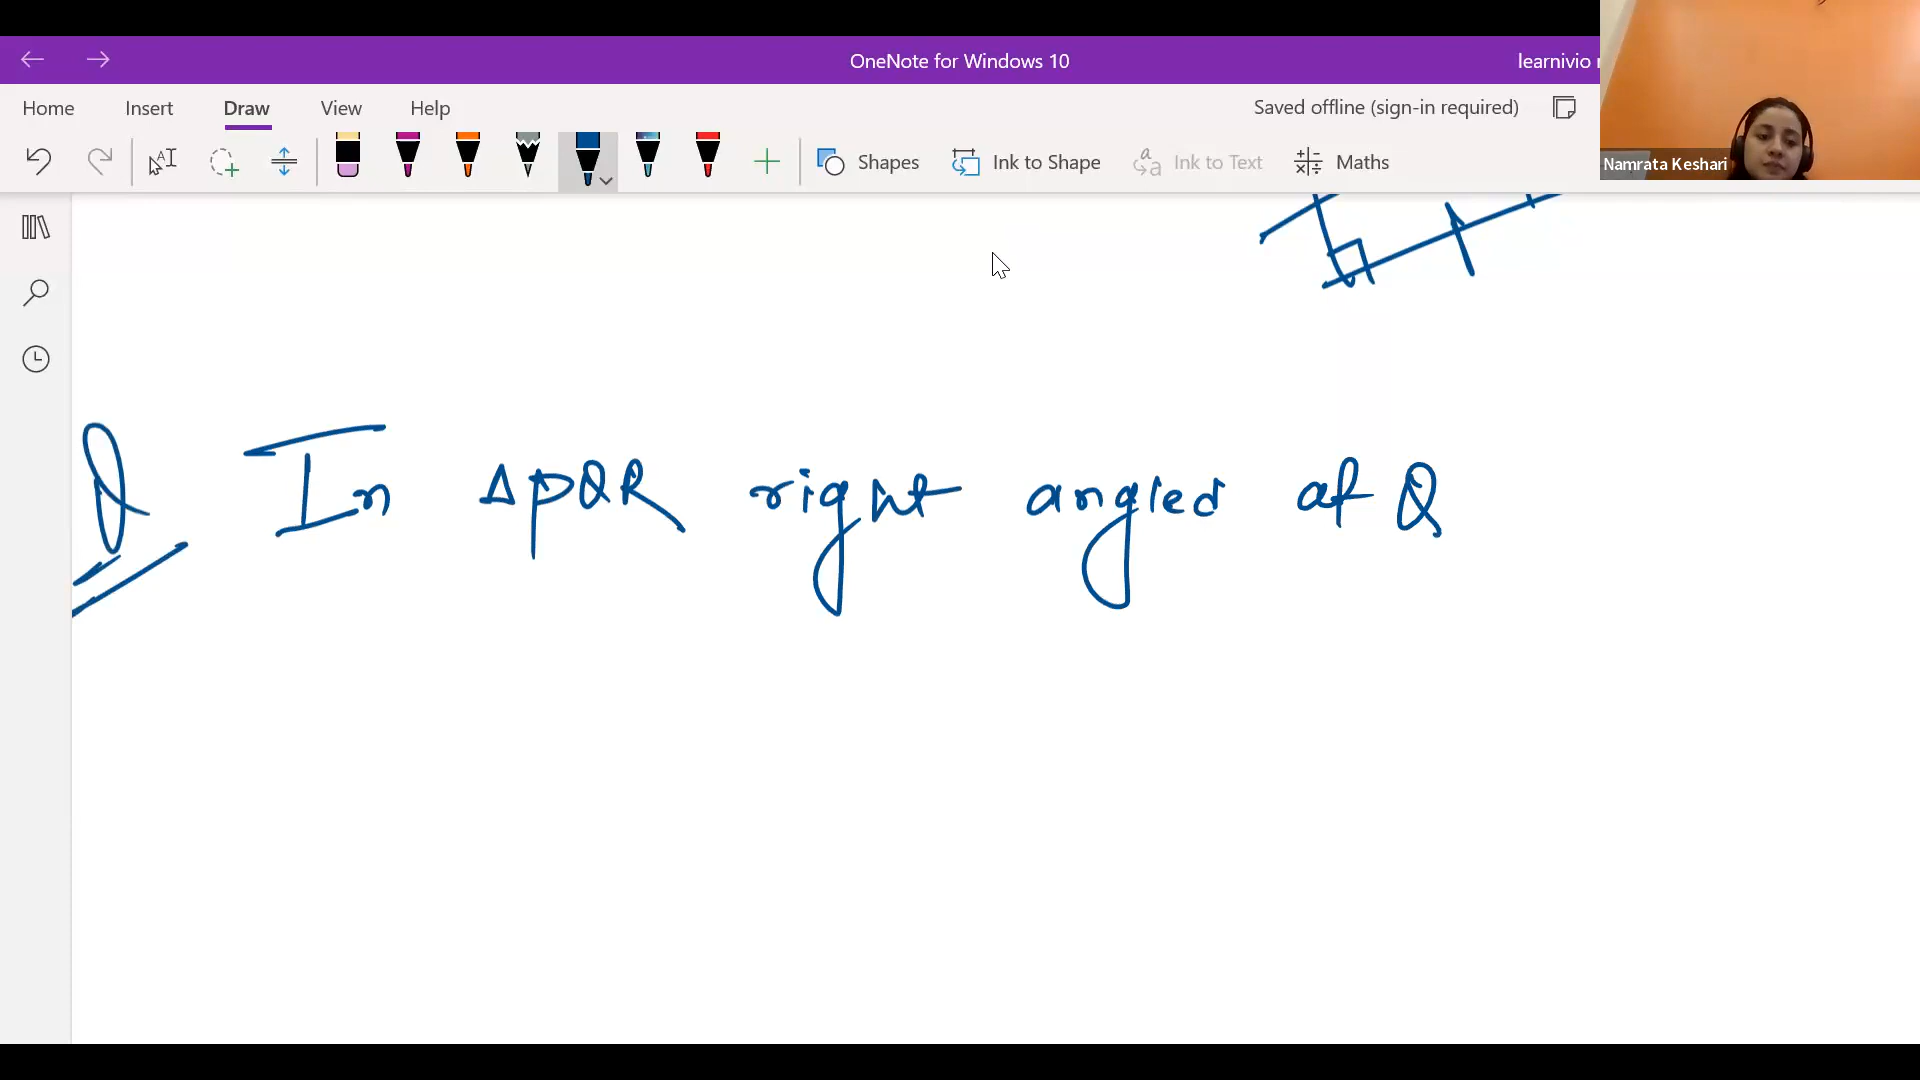 OneNote for Windows 10
learnivio
Home Insert Draw View Help
Saved offline (sign-in required)
Shapes Ink to Shape Ink to Text Maths
Namrata Keshari
Q In ΔPQR right angled at Q